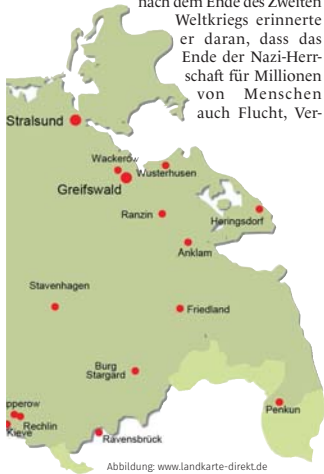 nach dem Ende des Zweiten
Weltkriegs erinnerte
er daran, dass das
Ende der Nazi-Herr-
schaft für Millionen
von Menschen
auch Flucht, Ver-
Stralsund
Wackerow
Wusterhusen
Greifswald
Ranzin
Heringsdorf
Anklam
Stavenhagen
Friedland
Burg
Stargard
pperow
Rechlin
Kieve
Penkun
Ravensbrück
Abbildung: www.landkarte-direkt.de